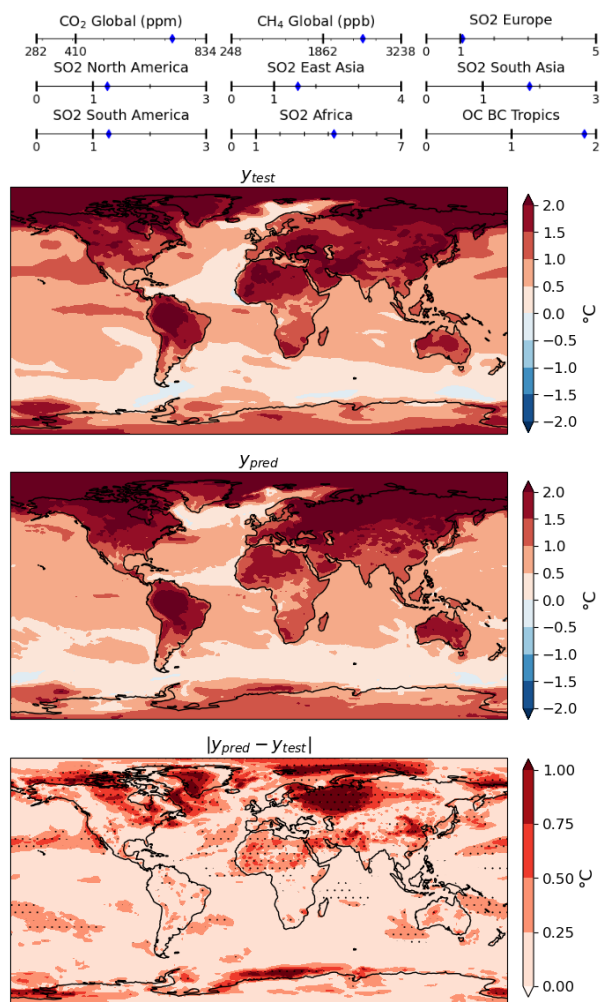 CO₂ Global (ppm) CH₄ Global (ppb) SO2 Europe
282 410 834 248 1862 3238 0 1 5
SO2 North America SO2 East Asia SO2 South Asia
0 1 3 0 1 4 0 1 3
SO2 South America SO2 Africa OC BC Tropics
0 1 3 0 1 7 0 1 2
y_test
2.0
1.5
1.0
0.5
0.0
−0.5
−1.0
−1.5
−2.0
°C
y_pred
2.0
1.5
1.0
0.5
0.0
−0.5
−1.0
−1.5
−2.0
°C
|y_pred − y_test|
1.00
0.75
0.50
0.25
0.00
°C